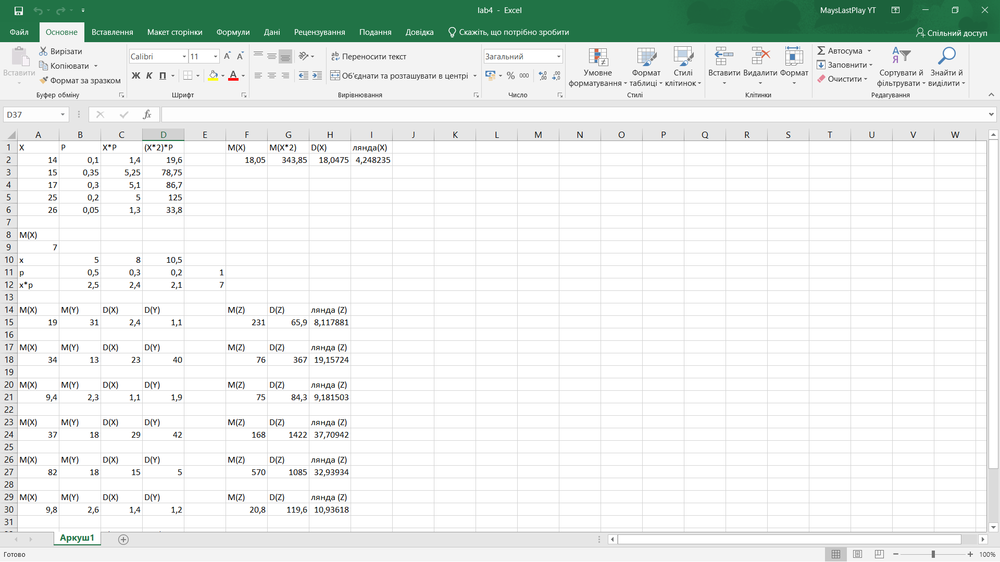 lab4 - Excel
MaysLastPlay YT
Файл Основне Вставлення Макет сторінки Формули Дані Рецензування Подання Довідка Скажіть, що потрібно зробити Спільний доступ
Вставити
Вирізати
Копіювати
Формат за зразком
Буфер обміну
Calibri 11
Ж К П
Шрифт
Переносити текст
Об'єднати та розташувати в центрі
Вирівнювання
Загальний
% 000
Число
Умовне форматування
Формат таблиці
Стилі клітинок
Стилі
Вставити Видалити Формат
Клітинки
Автосума
Заповнити
Очистити
Сортувати й фільтрувати
Знайти й виділити
Редагування
D37
fx
A B C D E F G H I J K L M N O P Q R S T U V W
1 X P X*P (X*2)*P M(X) M(X*2) D(X) лянда(X)
2 14 0,1 1,4 19,6 18,05 343,85 18,0475 4,248235
3 15 0,35 5,25 78,75
4 17 0,3 5,1 86,7
5 25 0,2 5 125
6 26 0,05 1,3 33,8
7
8 M(X)
9 7
10 x 5 8 10,5
11 p 0,5 0,3 0,2 1
12 x*p 2,5 2,4 2,1 7
13
14 M(X) M(Y) D(X) D(Y) M(Z) D(Z) лянда (Z)
15 19 31 2,4 1,1 231 65,9 8,117881
16
17 M(X) M(Y) D(X) D(Y) M(Z) D(Z) лянда (Z)
18 34 13 23 40 76 367 19,15724
19
20 M(X) M(Y) D(X) D(Y) M(Z) D(Z) лянда (Z)
21 9,4 2,3 1,1 1,9 75 84,3 9,181503
22
23 M(X) M(Y) D(X) D(Y) M(Z) D(Z) лянда (Z)
24 37 18 29 42 168 1422 37,70942
25
26 M(X) M(Y) D(X) D(Y) M(Z) D(Z) лянда (Z)
27 82 18 15 5 570 1085 32,93934
28
29 M(X) M(Y) D(X) D(Y) M(Z) D(Z) лянда (Z)
30 9,8 2,6 1,4 1,2 20,8 119,6 10,93618
31
Аркуш1
Готово
100%